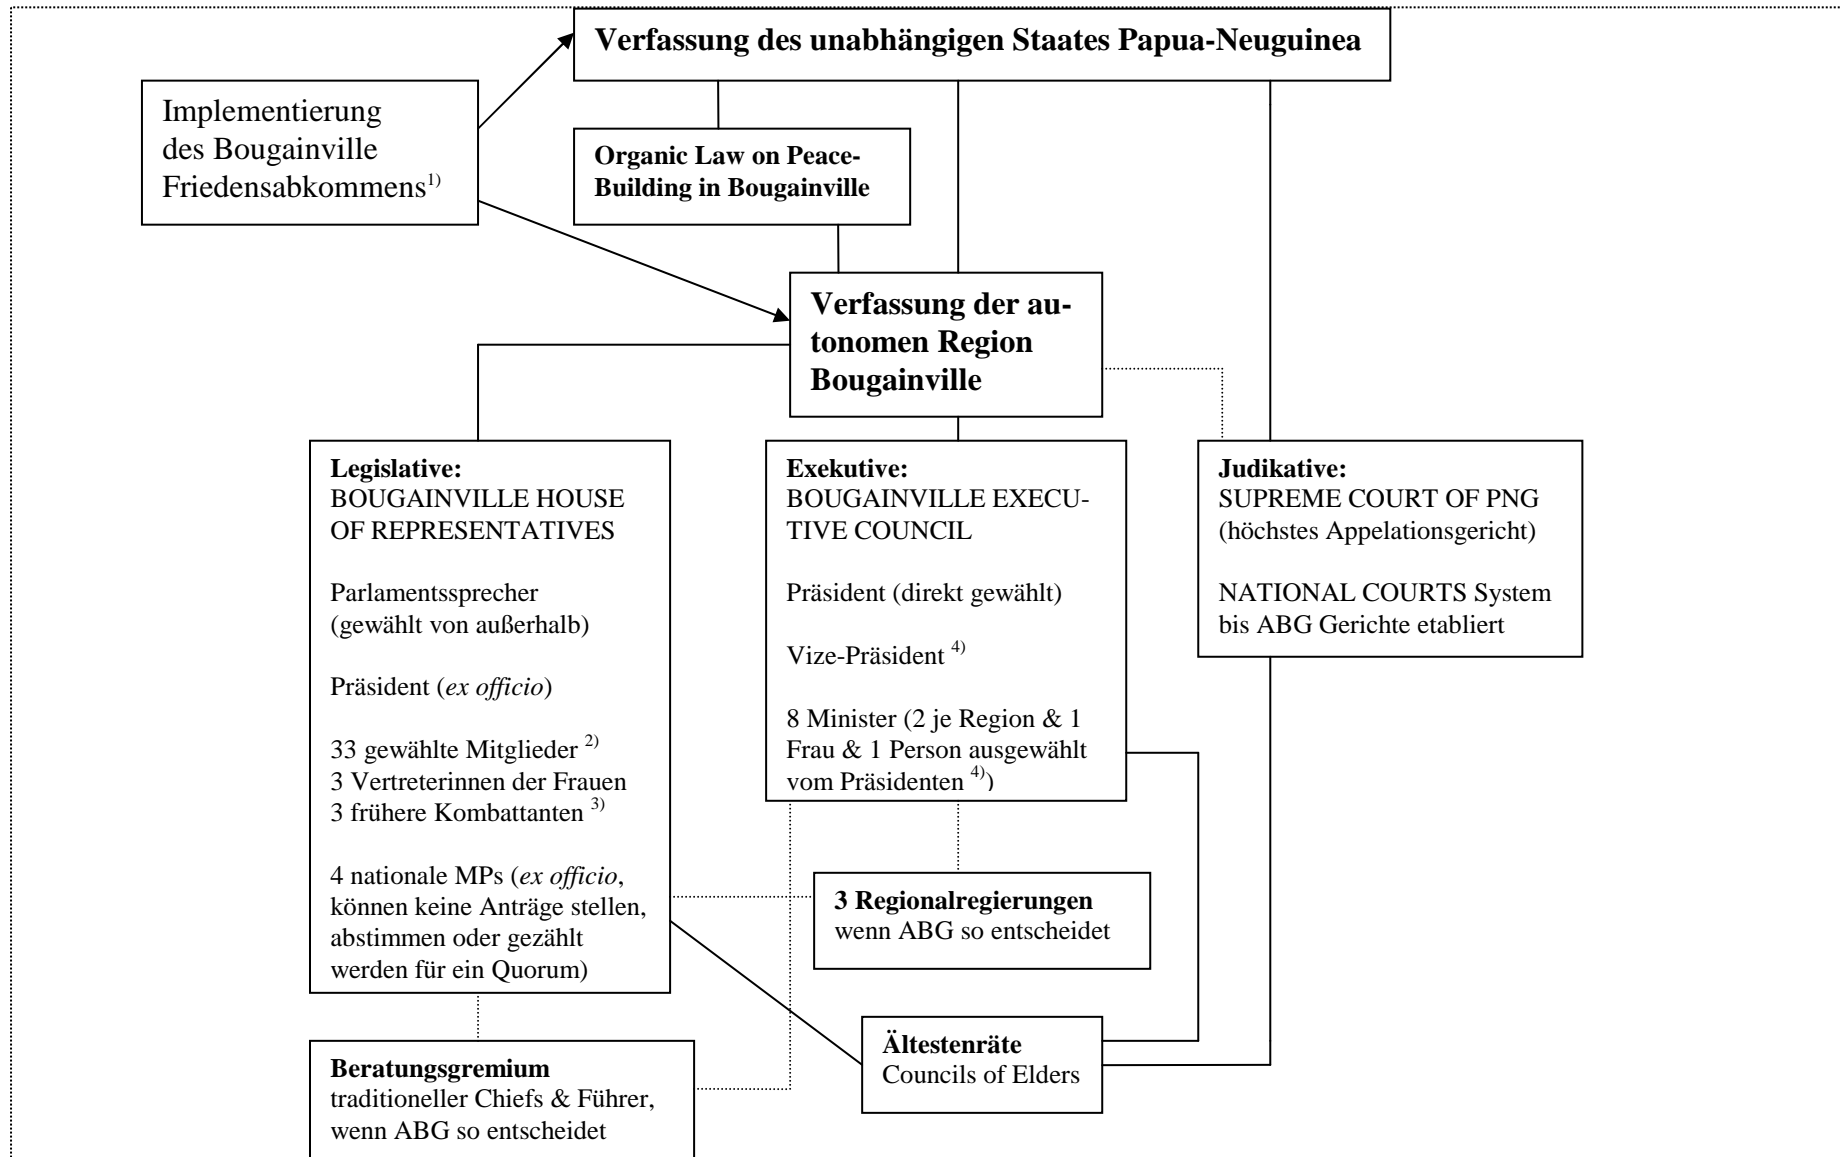 Verfassung des unabhängigen Staates Papua-Neuguinea
Implementierung
des Bougainville
Friedensabkommens1)
Organic Law on Peace-
Building in Bougainville
Verfassung der au-
tonomen Region
Bougainville
Legislative:
BOUGAINVILLE HOUSE
OF REPRESENTATIVES
Parlamentssprecher
(gewählt von außerhalb)
Präsident (ex officio)
33 gewählte Mitglieder 2)
3 Vertreterinnen der Frauen
3 frühere Kombattanten 3)
4 nationale MPs (ex officio,
können keine Anträge stellen,
abstimmen oder gezählt
werden für ein Quorum)
Exekutive:
BOUGAINVILLE EXECU-
TIVE COUNCIL
Präsident (direkt gewählt)
Vize-Präsident 4)
8 Minister (2 je Region & 1
Frau & 1 Person ausgewählt
vom Präsidenten 4))
Judikative:
SUPREME COURT OF PNG
(höchstes Appelationsgericht)
NATIONAL COURTS System
bis ABG Gerichte etabliert
3 Regionalregierungen
wenn ABG so entscheidet
Ältestenräte
Councils of Elders
Beratungsgremium
traditioneller Chiefs & Führer,
wenn ABG so entscheidet